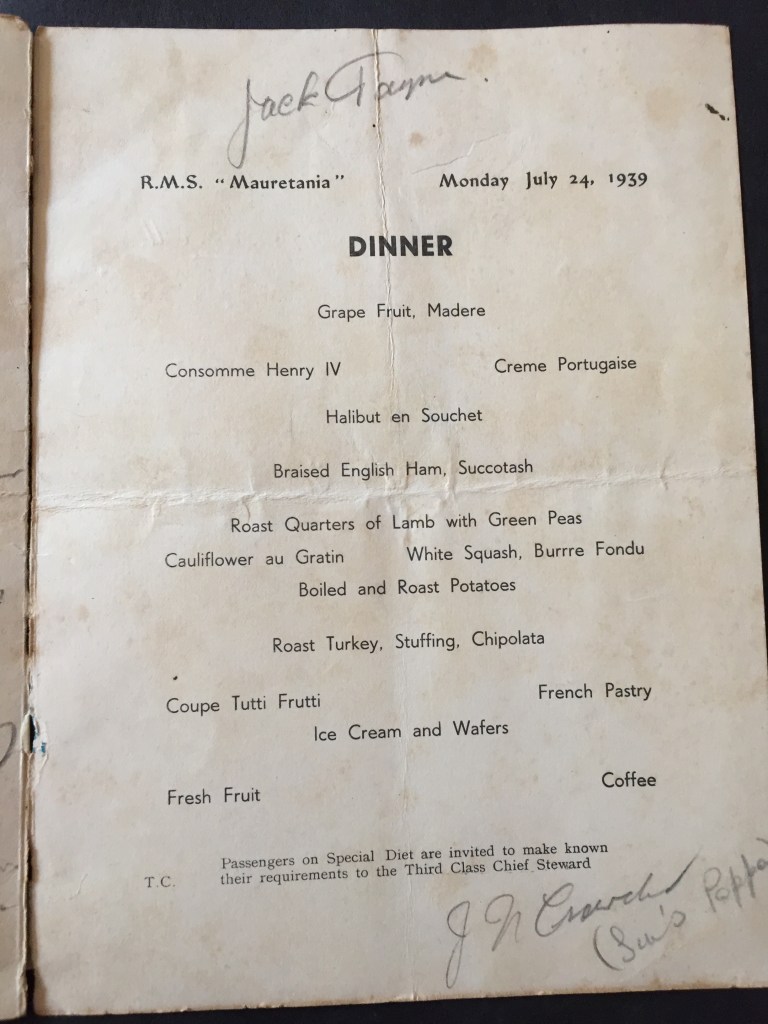 Jack Payne.
R.M.S. "Mauretania" Monday July 24, 1939
DINNER
Grape Fruit, Madere
Consomme Henry IV Creme Portugaise
Halibut en Souchet
Braised English Ham, Succotash
Roast Quarters of Lamb with Green Peas
Cauliflower au Gratin White Squash, Burrre Fondu
Boiled and Roast Potatoes
Roast Turkey, Stuffing, Chipolata
Coupe Tutti Frutti French Pastry
Ice Cream and Wafers
Fresh Fruit Coffee
Passengers on Special Diet are invited to make known
T.C. their requirements to the Third Class Chief Steward
J N
Poppa)